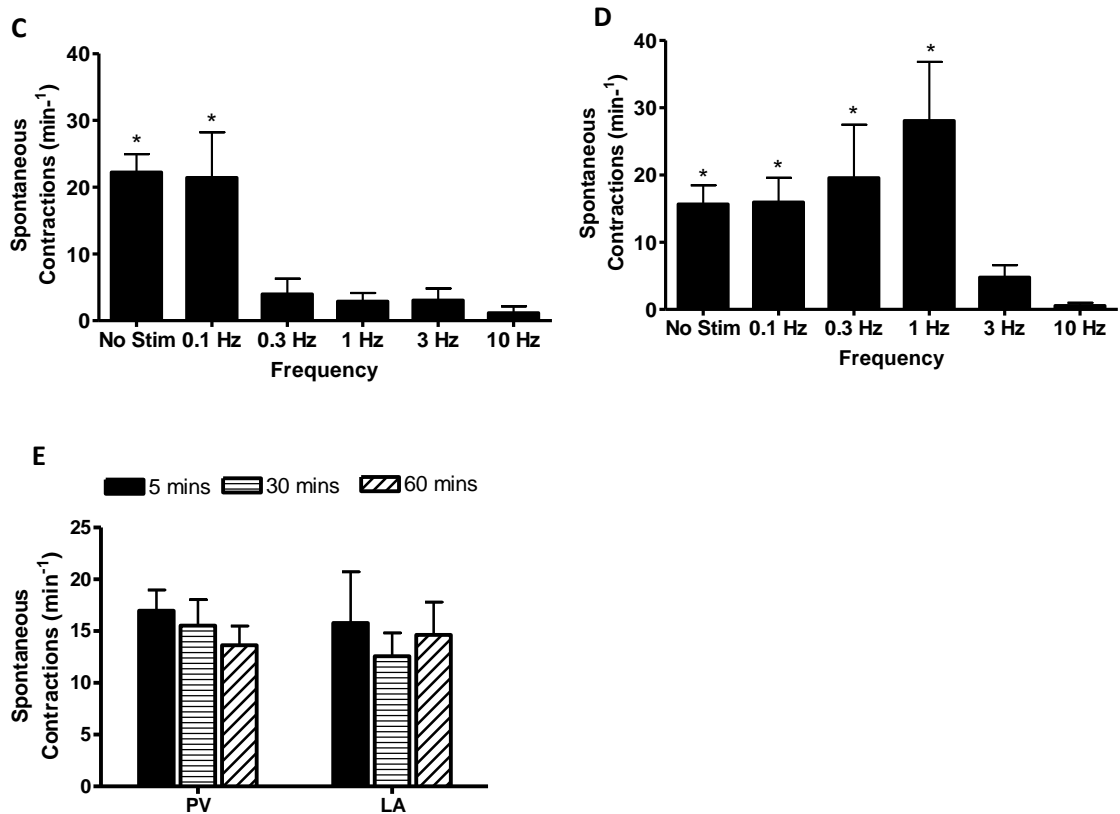 C
Spontaneous
Contractions (min-1)
40
30
20
10
0
* *
No Stim 0.1 Hz 0.3 Hz 1 Hz 3 Hz 10 Hz
Frequency
D
Spontaneous
Contractions (min-1)
40
30
20
10
0
* * * *
No Stim 0.1 Hz 0.3 Hz 1 Hz 3 Hz 10 Hz
Frequency
E
5 mins 30 mins 60 mins
Spontaneous
Contractions (min-1)
25
20
15
10
5
0
PV LA